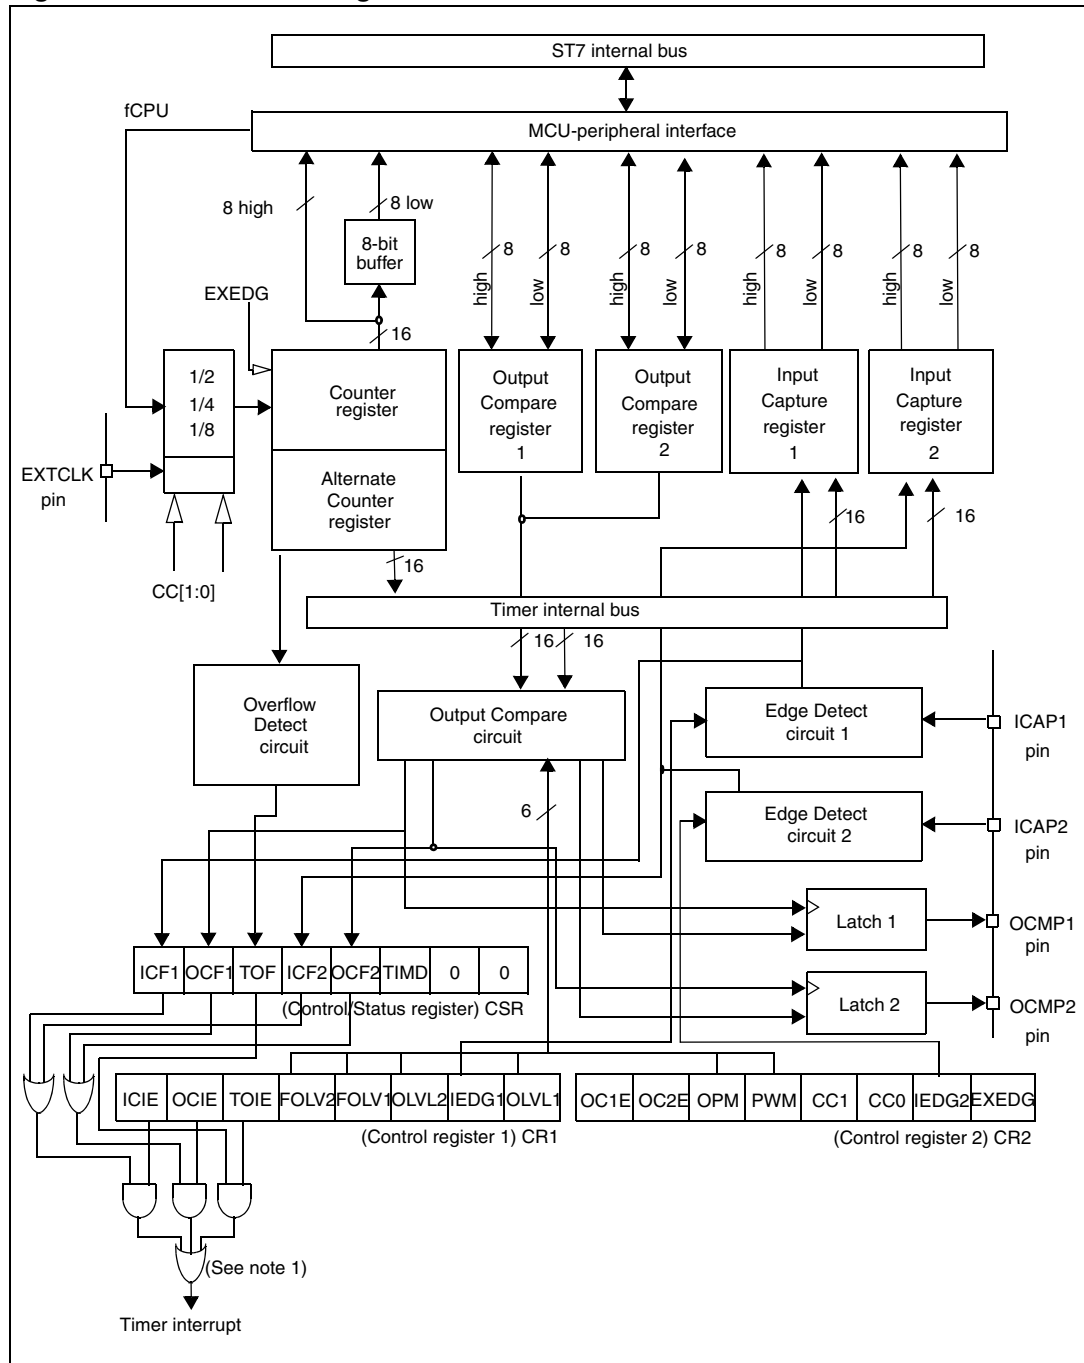 ST7 internal bus
fCPU
MCU-peripheral interface
8 high
8 low
8-bit
buffer
8
8
8
8
8
8
8
8
high
low
high
low
high
low
high
low
EXEDG
16
1/2
1/4
1/8
Counter
register
Output
Compare
register
1
Output
Compare
register
2
Input
Capture
register
1
Input
Capture
register
2
EXTCLK
pin
Alternate
Counter
register
16
16
16
CC[1:0]
Timer internal bus
16
16
Overflow
Detect
circuit
Output Compare
circuit
Edge Detect
circuit 1
ICAP1
pin
6
Edge Detect
circuit 2
ICAP2
pin
Latch 1
OCMP1
pin
ICF1 OCF1 TOF ICF2 OCF2 TIMD 0 0
(Control/Status register) CSR
Latch 2
OCMP2
pin
ICIE OCIE TOIE FOLV2 FOLV1 OLVL2 IEDG1 OLVL1
(Control register 1) CR1
OC1E OC2E OPM PWM CC1 CC0 IEDG2 EXEDG
(Control register 2) CR2
(See note 1)
Timer interrupt